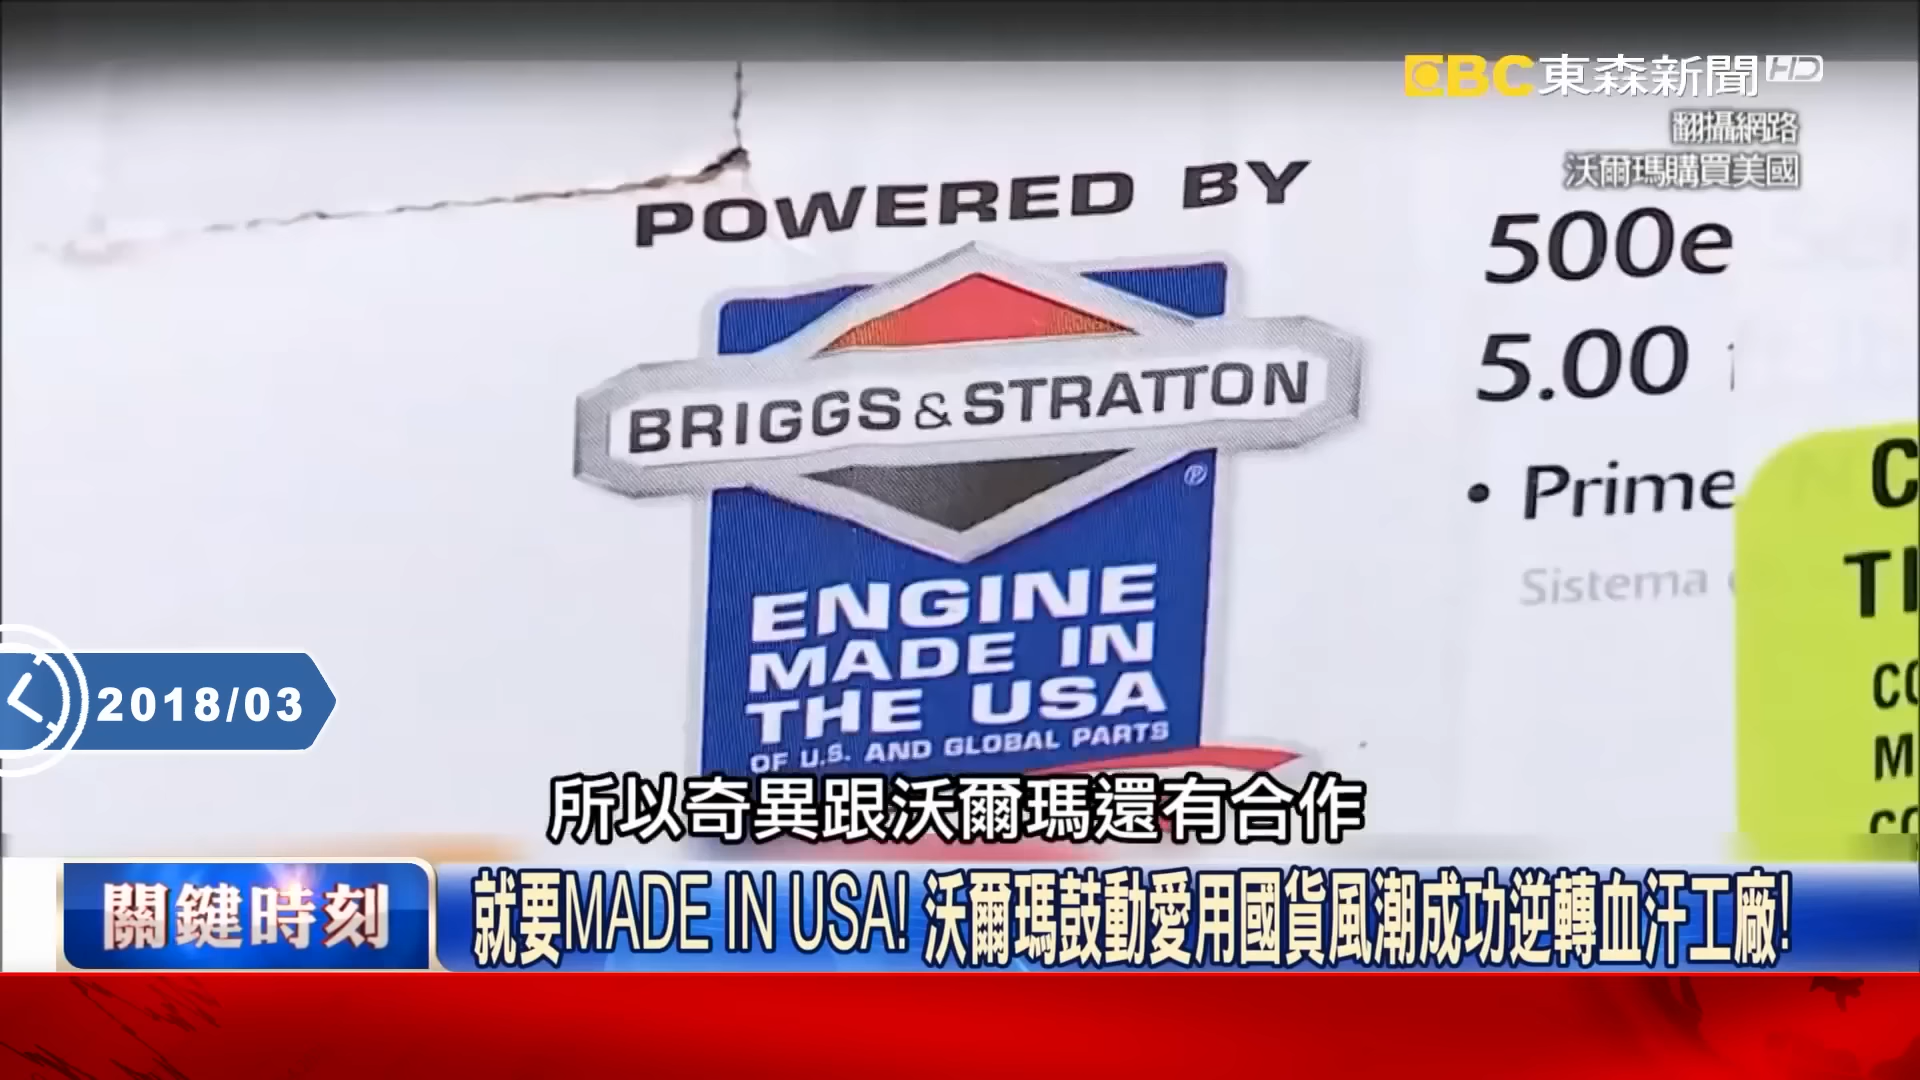 EBC東森新聞HD
翻攝網路
沃爾瑪購買美國
POWERED BY
BRIGGS & STRATTON
ENGINE
MADE IN
THE USA
OF U.S. AND GLOBAL PARTS
500e
5.00
• Prime
Sistema
C
TI
CO
M
CO
2018/03
所以奇異跟沃爾瑪還有合作
關鍵時刻
就要MADE IN USA! 沃爾瑪鼓動愛用國貨風潮成功逆轉血汗工廠!